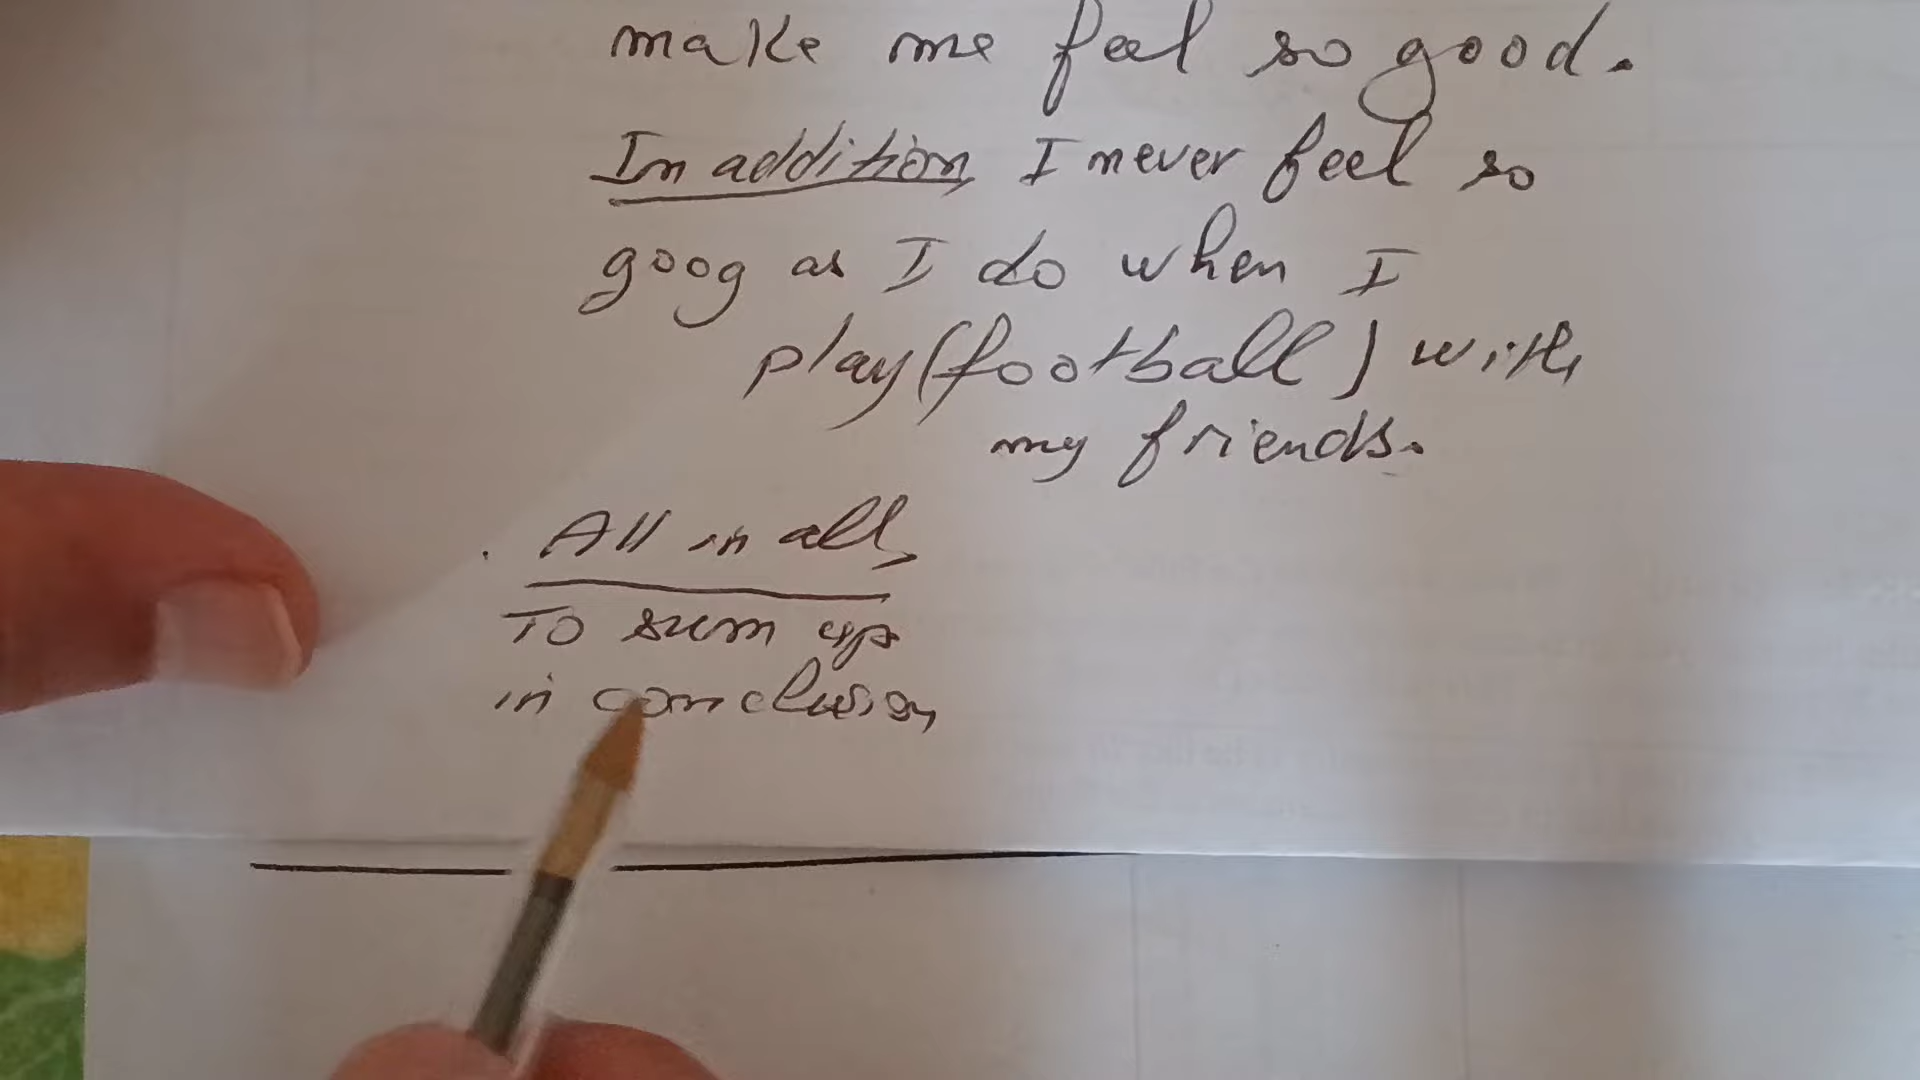 make me feel so good.
In addition, I never feel so
goog as I do when I
play (football) with
my friends.
. All in all,
To sum up
in conclusion,